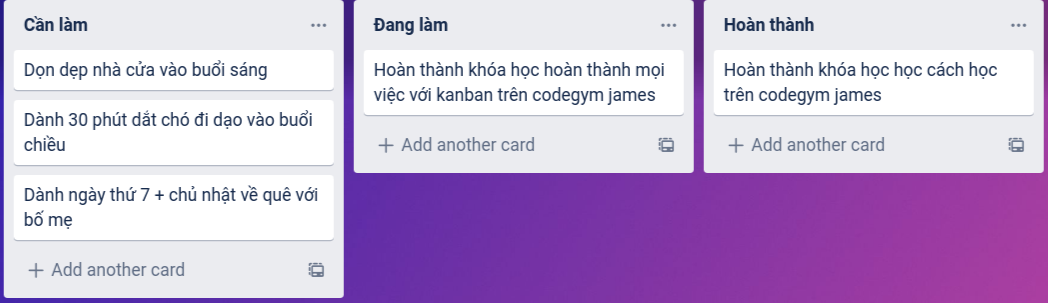 Cần làm
Dọn dẹp nhà cửa vào buổi sáng
Dành 30 phút dắt chó đi dạo vào buổi
chiều
Dành ngày thứ 7 + chủ nhật về quê với
bố mẹ
+ Add another card
Đang làm
Hoàn thành khóa học hoàn thành mọi
việc với kanban trên codegym james
+ Add another card
Hoàn thành
Hoàn thành khóa học học cách học
trên codegym james
+ Add another card